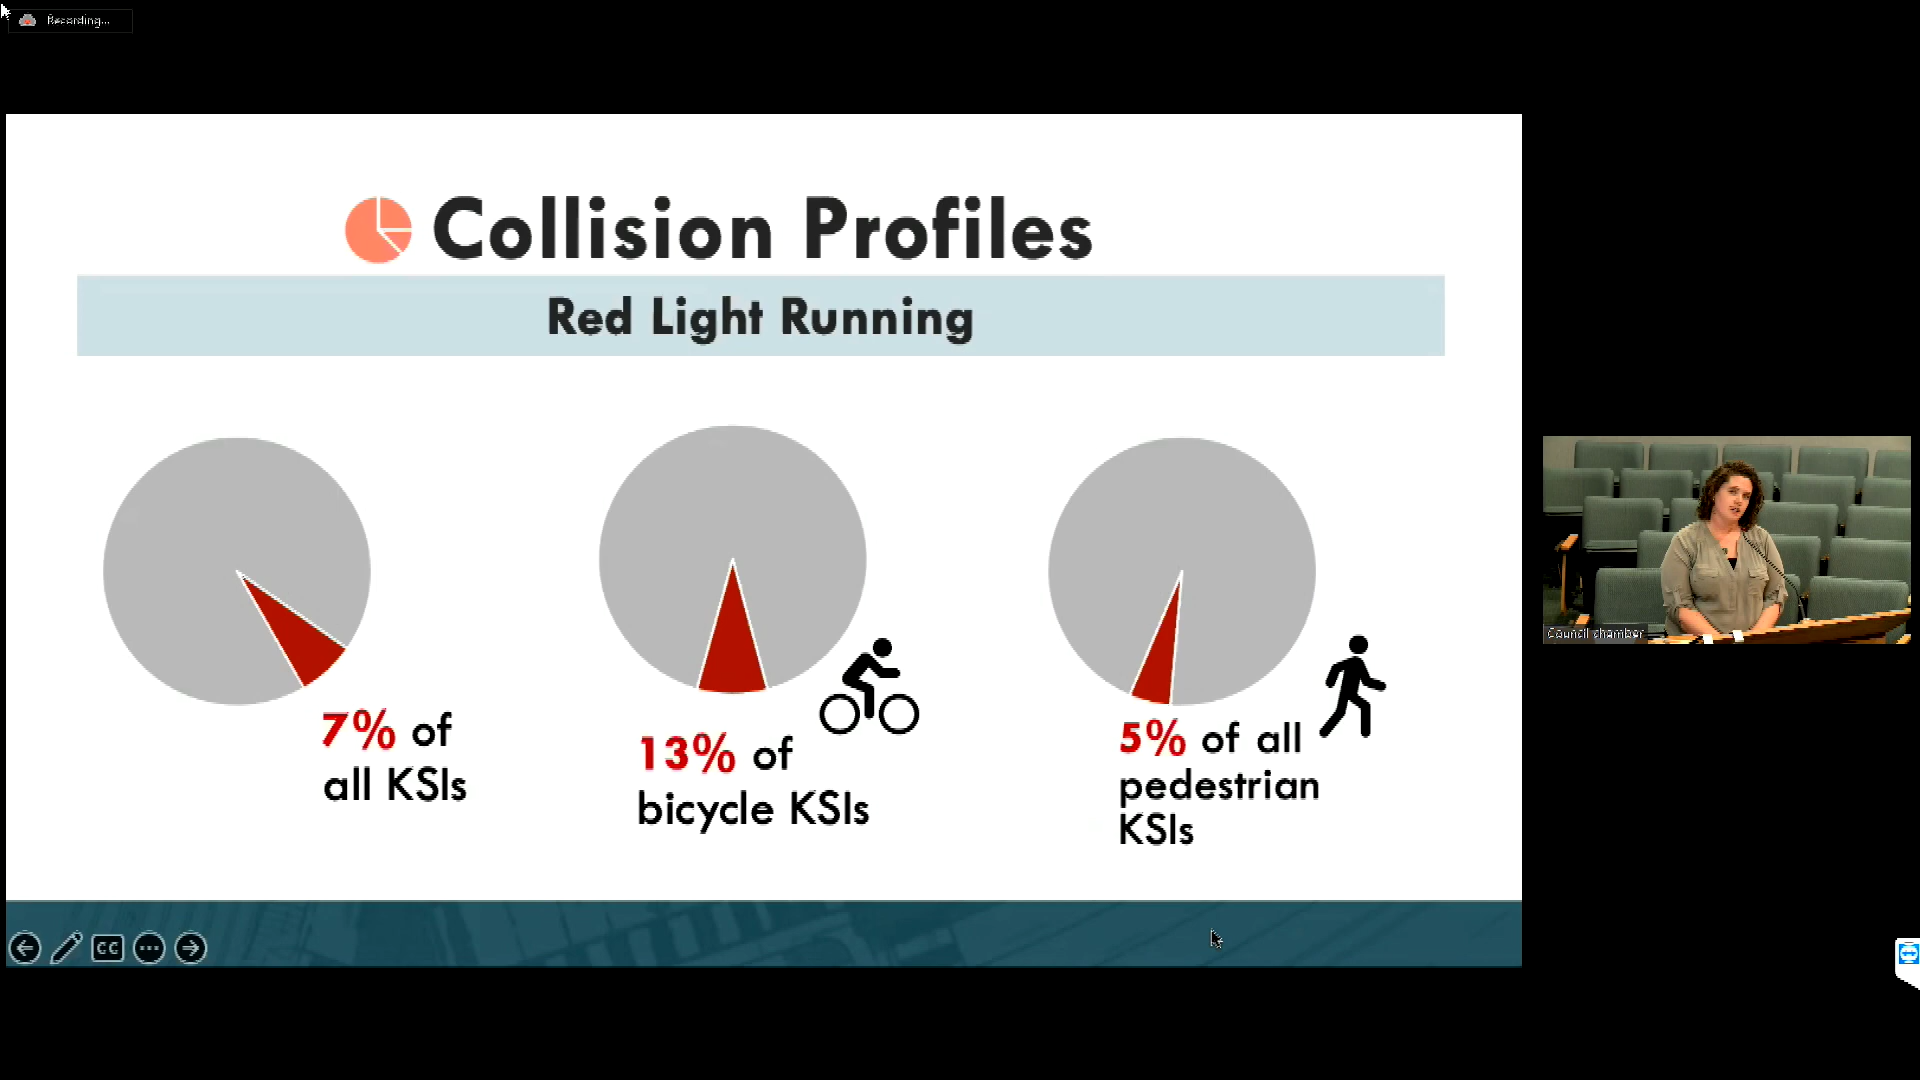 Recording...
Collision Profiles
Red Light Running
7% of
all KSIs
13% of
bicycle KSIs
5% of all
pedestrian
KSIs
Council chamber
CC